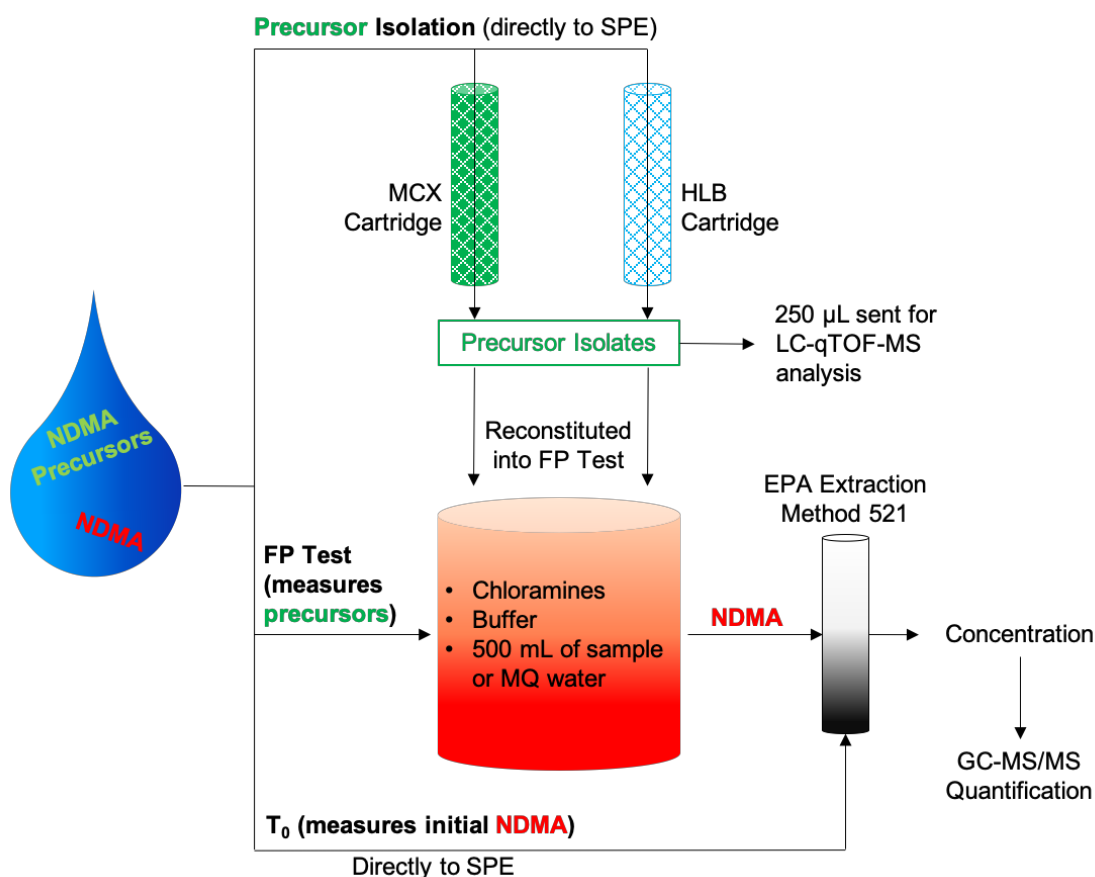 Precursor Isolation (directly to SPE)
MCX
Cartridge
HLB
Cartridge
Precursor Isolates
250 µL sent for
LC-qTOF-MS
analysis
NDMA
Precursors
NDMA
Reconstituted
into FP Test
EPA Extraction
Method 521
FP Test
(measures
precursors)
• Chloramines
• Buffer
• 500 mL of sample
or MQ water
NDMA
Concentration
GC-MS/MS
Quantification
T₀ (measures initial NDMA)
Directly to SPE